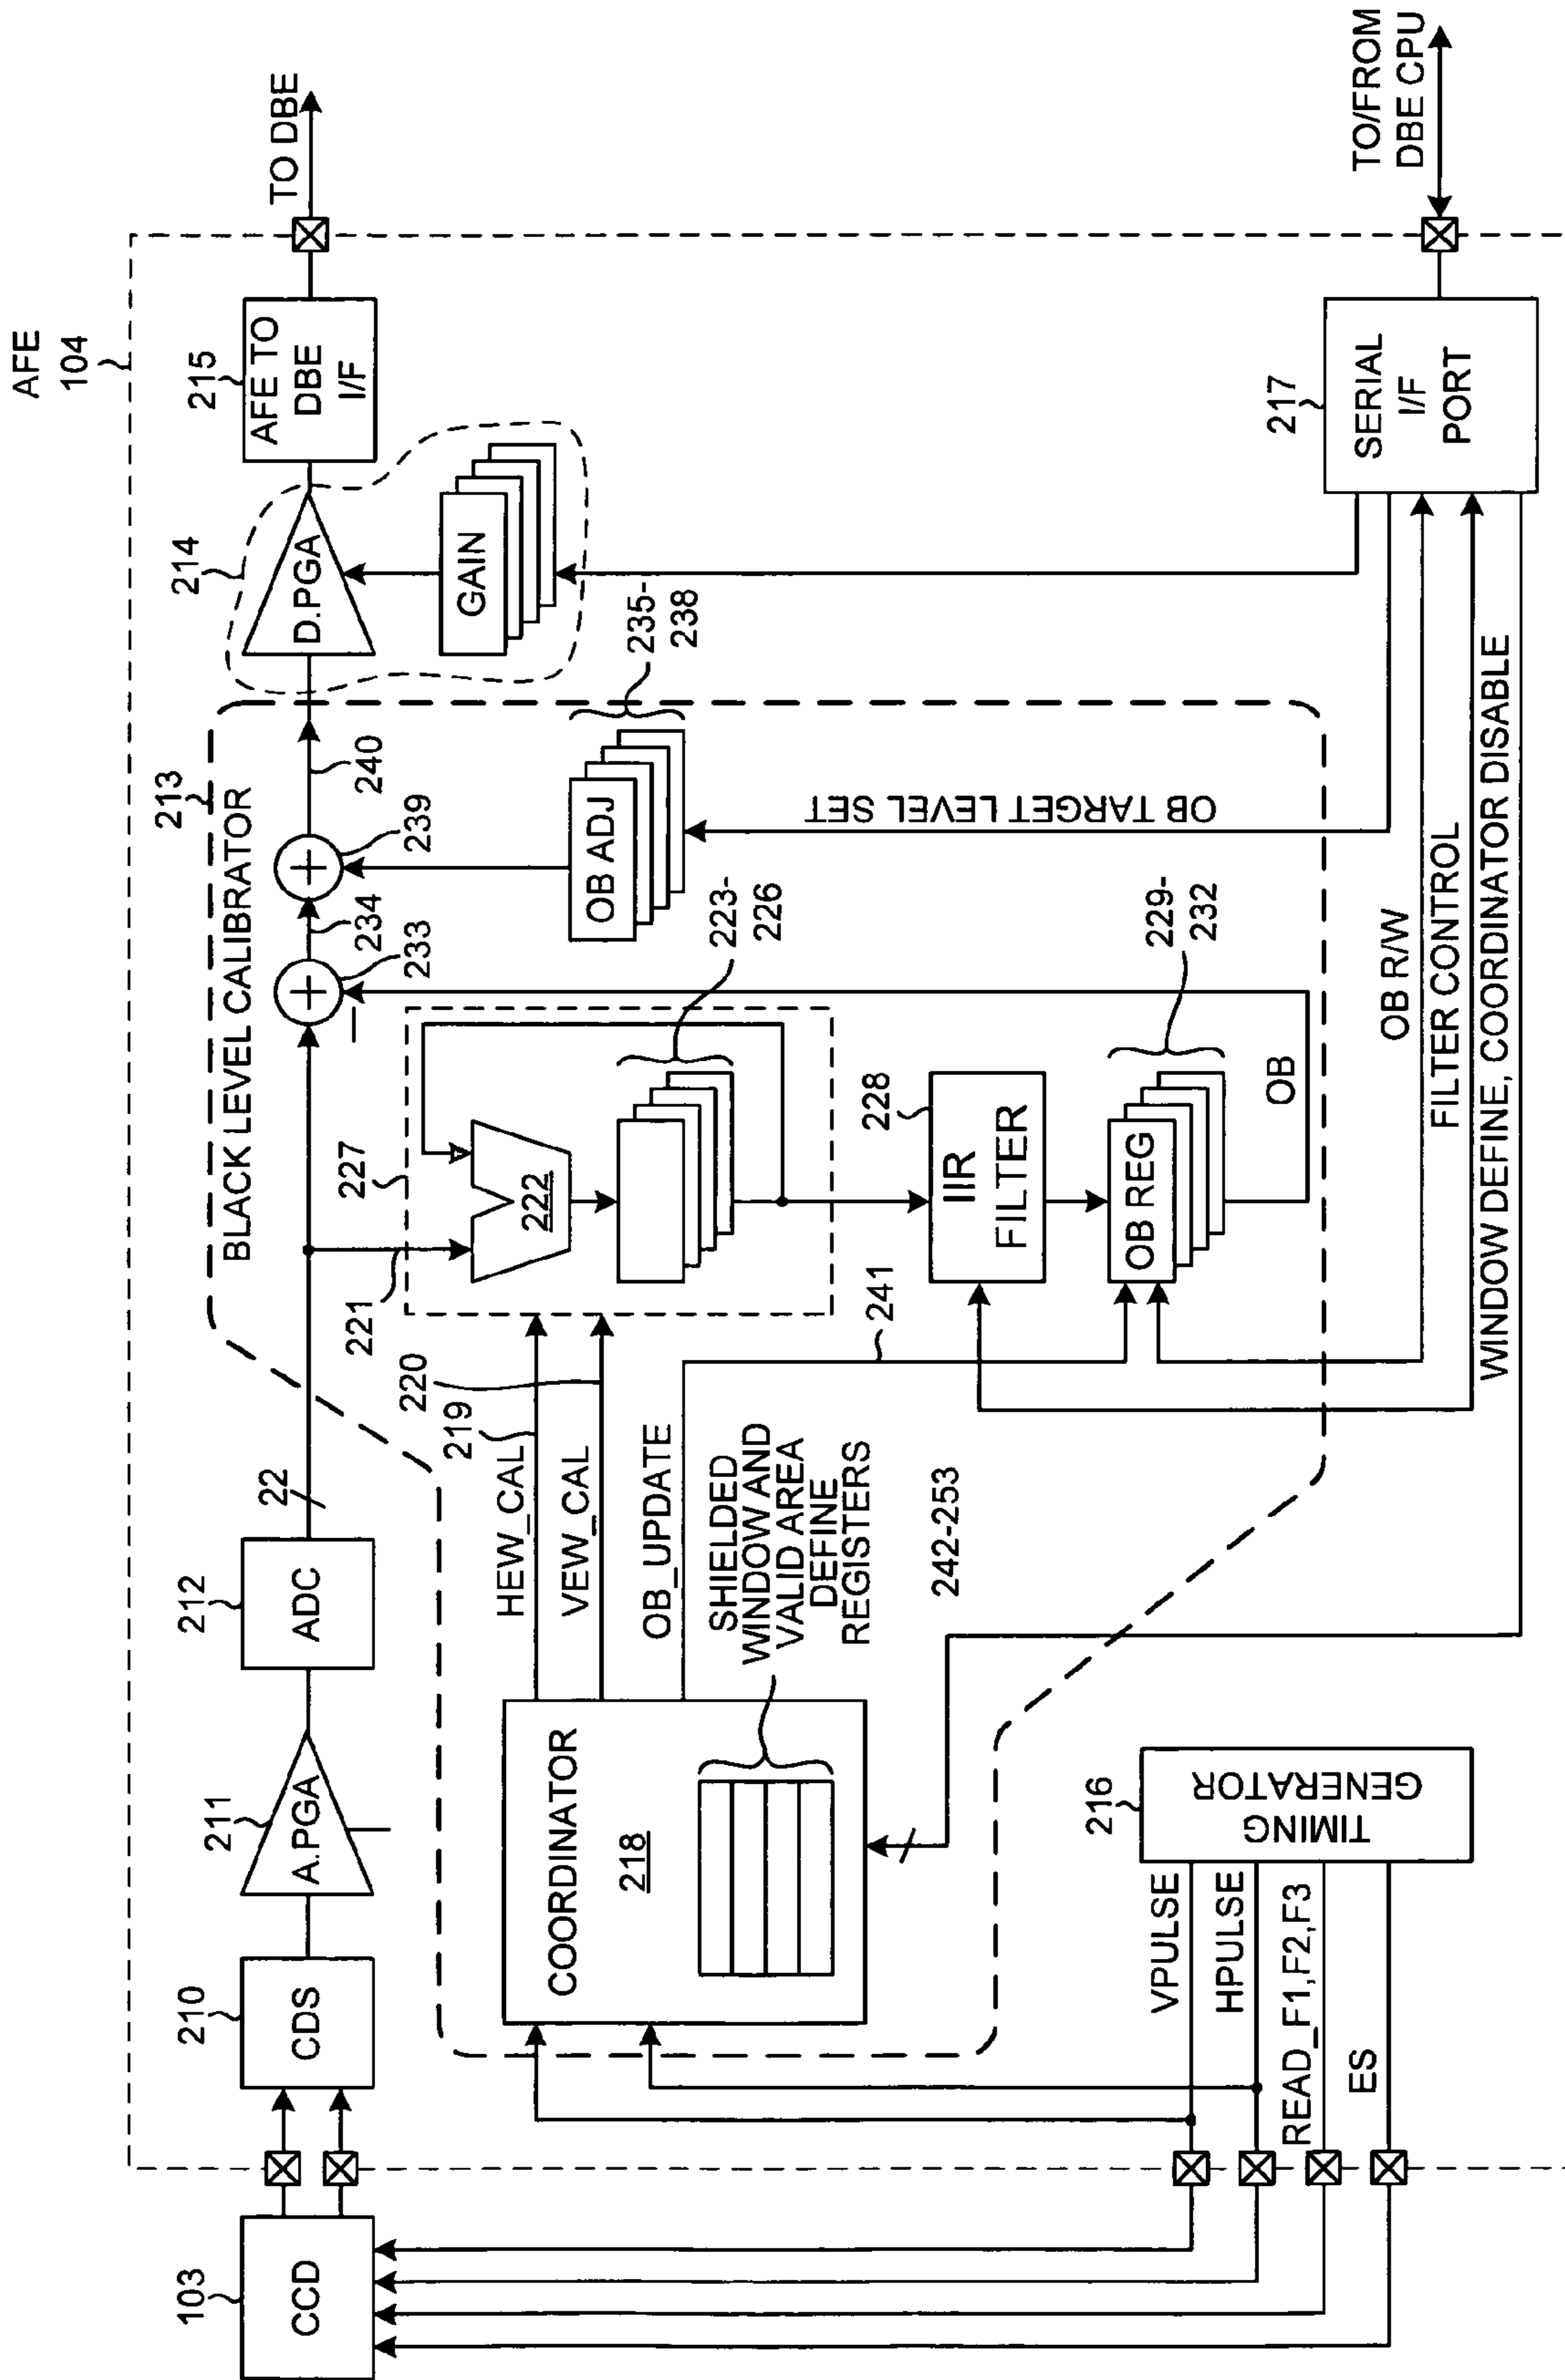 AFE
104
TO DBE
TO/FROM
DBE CPU
103
CCD
210
CDS
211
A.PGA
212
ADC
22
213
BLACK LEVEL CALIBRATOR
233
234
239
240
214
D.PGA
GAIN
215
AFE TO
DBE
I/F
OB ADJ
235-
238
OB TARGET LEVEL SET
221
227
222
223-
226
228
IIR
FILTER
OB REG
229-
232
OB
241
HEW_CAL
219
VEW_CAL
220
OB_UPDATE
SHIELDED
WINDOW AND
VALID AREA
DEFINE
REGISTERS
242-253
COORDINATOR
218
216
TIMING
GENERATOR
VPULSE
HPULSE
READ_F1,F2,F3
ES
217
SERIAL
I/F
PORT
OB R/W
FILTER CONTROL
WINDOW DEFINE, COORDINATOR DISABLE